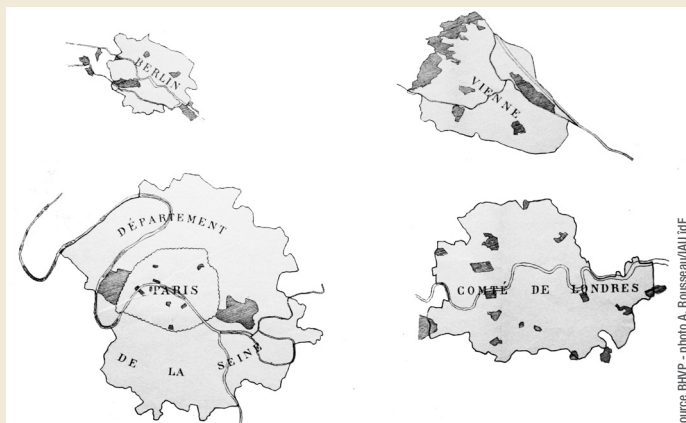 BERLIN
VIENNE
DÉPARTEMENT
PARIS
DE LA SEINE
COMTÉ DE LONDRES
ource BHVP - photo A. Rousseau/IAU îdF